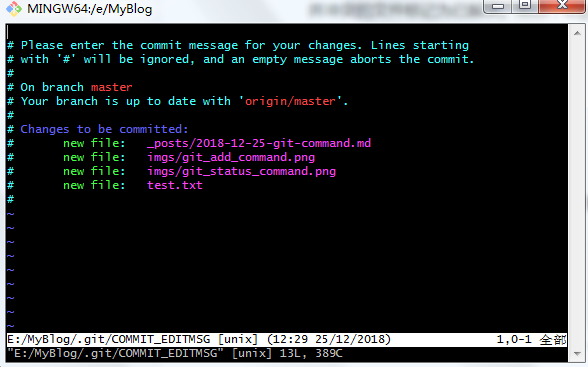 MINGW64:/e/MyBlog
# Please enter the commit message for your changes. Lines starting
# with '#' will be ignored, and an empty message aborts the commit.
#
# On branch master
# Your branch is up to date with 'origin/master'.
#
# Changes to be committed:
#       new file:   _posts/2018-12-25-git-command.md
#       new file:   imgs/git_add_command.png
#       new file:   imgs/git_status_command.png
#       new file:   test.txt
#
~
~
~
~
~
~
~
~
~
E:/MyBlog/.git/COMMIT_EDITMSG [unix] (12:29 25/12/2018) 1,0-1 全部
"E:/MyBlog/.git/COMMIT_EDITMSG" [unix] 13L, 389C